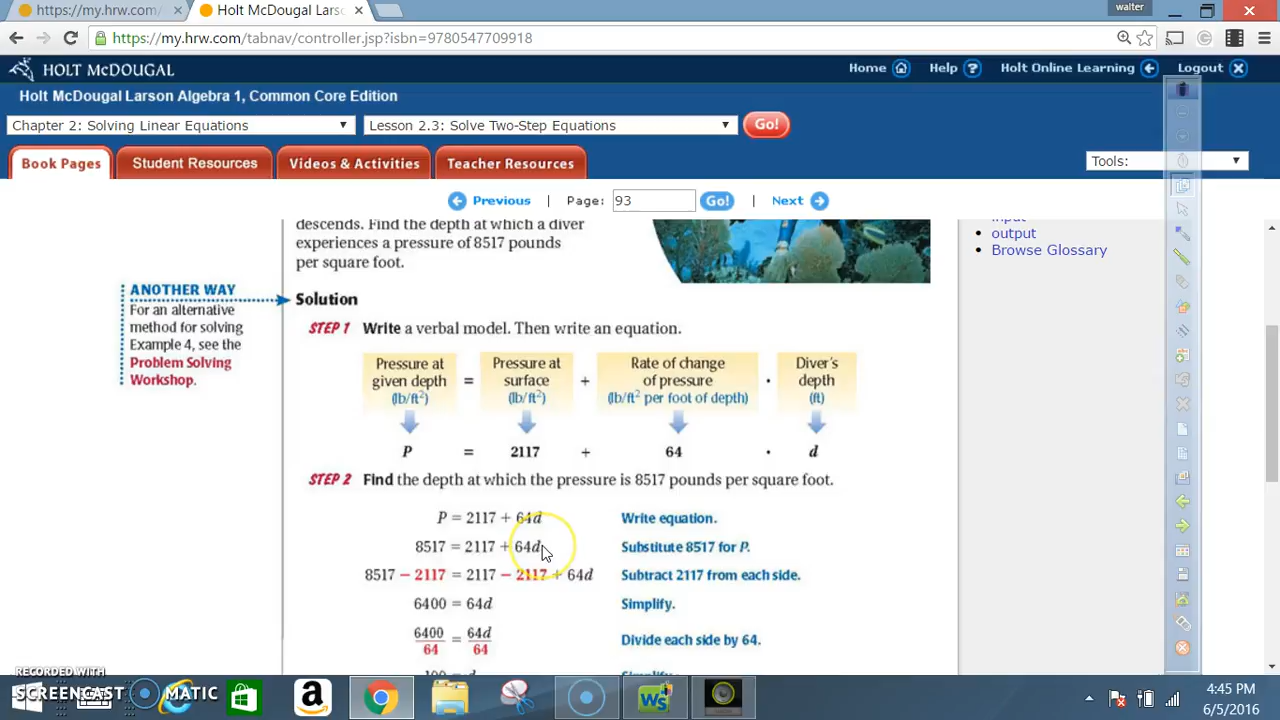 https://my.hrw.com/tabnav/
Holt McDougal Larson Alg
walter
https://my.hrw.com/tabnav/controller.jsp?isbn=9780547709918
HOLT McDOUGAL
Home
Help ?
Holt Online Learning
Logout
Holt McDougal Larson Algebra 1, Common Core Edition
Chapter 2: Solving Linear Equations
Lesson 2.3: Solve Two-Step Equations
Go!
Book Pages
Student Resources
Videos & Activities
Teacher Resources
Tools:
Previous | Page: 93 Go! | Next
descends. Find the depth at which a diver
experiences a pressure of 8517 pounds
per square foot.
input
output
Browse Glossary
ANOTHER WAY
For an alternative
method for solving
Example 4, see the
Problem Solving
Workshop.
Solution
STEP 1 Write a verbal model. Then write an equation.
Pressure at given depth (lb/ft²) = Pressure at surface (lb/ft²) + Rate of change of pressure (lb/ft² per foot of depth) · Diver's depth (ft)
P = 2117 + 64 · d
STEP 2 Find the depth at which the pressure is 8517 pounds per square foot.
P = 2117 + 64d Write equation.
8517 = 2117 + 64d Substitute 8517 for P.
8517 − 2117 = 2117 − 2117 + 64d Subtract 2117 from each side.
6400 = 64d Simplify.
6400/64 = 64d/64 Divide each side by 64.
100 = d Simplify.
RECORDED WITH
SCREENCAST MATIC
WS
4:45 PM
6/5/2016